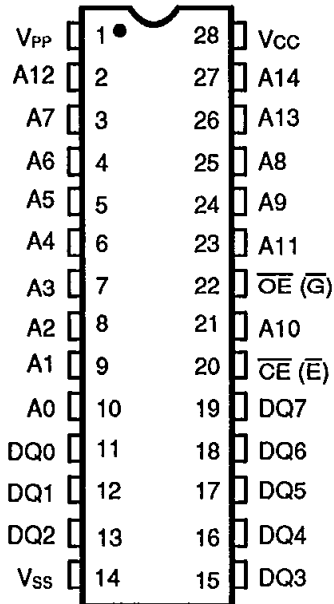 VPP 1 28 VCC
A12 2 27 A14
A7 3 26 A13
A6 4 25 A8
A5 5 24 A9
A4 6 23 A11
A3 7 22 O̅E̅ (G̅)
A2 8 21 A10
A1 9 20 C̅E̅ (E̅)
A0 10 19 DQ7
DQ0 11 18 DQ6
DQ1 12 17 DQ5
DQ2 13 16 DQ4
VSS 14 15 DQ3